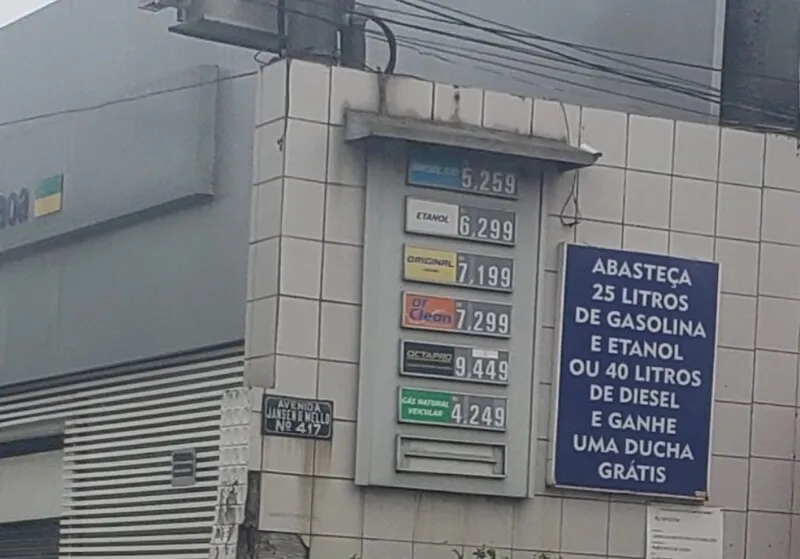 5,259
ETANOL 6,299
ORIGINAL 7,199
DT Clean 7,299
OCTAPRO 9,449
GÁS NATURAL VEICULAR 4,249
AVENIDA
JANSEN D MELLO
Nº 417
ABASTEÇA
25 LITROS
DE GASOLINA
E ETANOL
OU 40 LITROS
DE DIESEL
E GANHE
UMA DUCHA
GRÁTIS